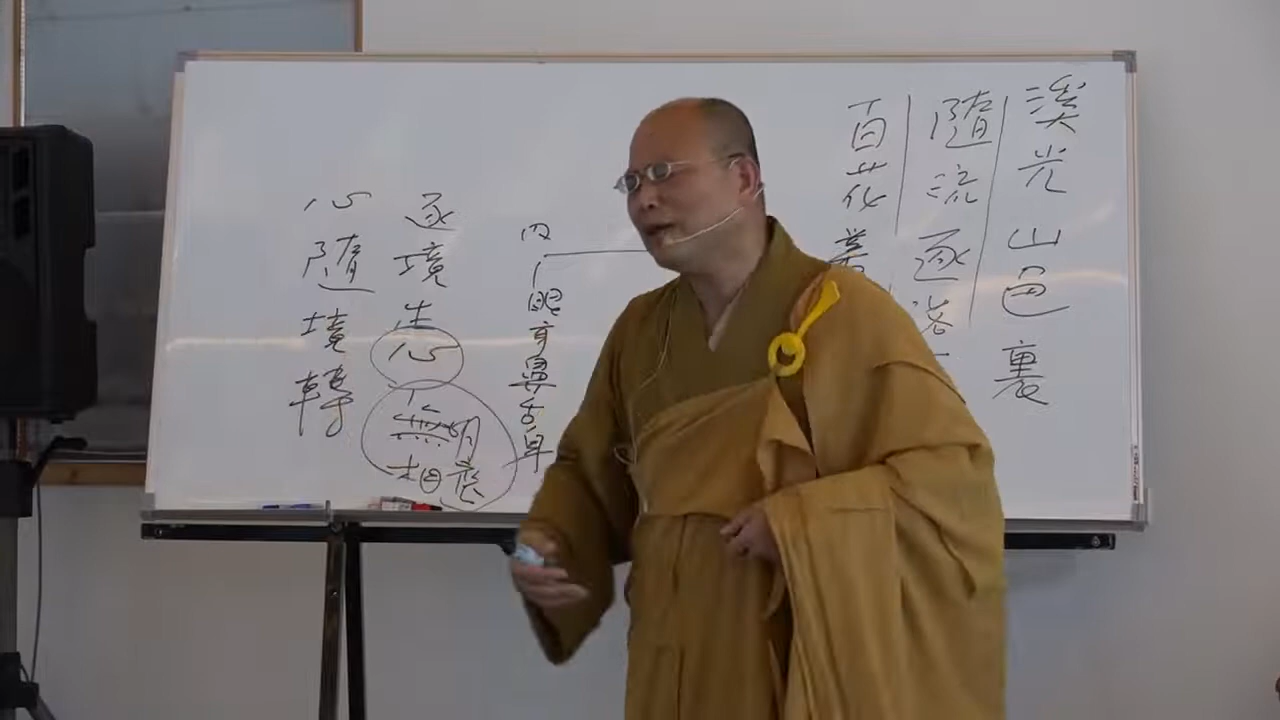 溪光山色裏
隨流逐落
百花叢
內
眼耳鼻舌身
逐境生心
無明
相
心隨境轉